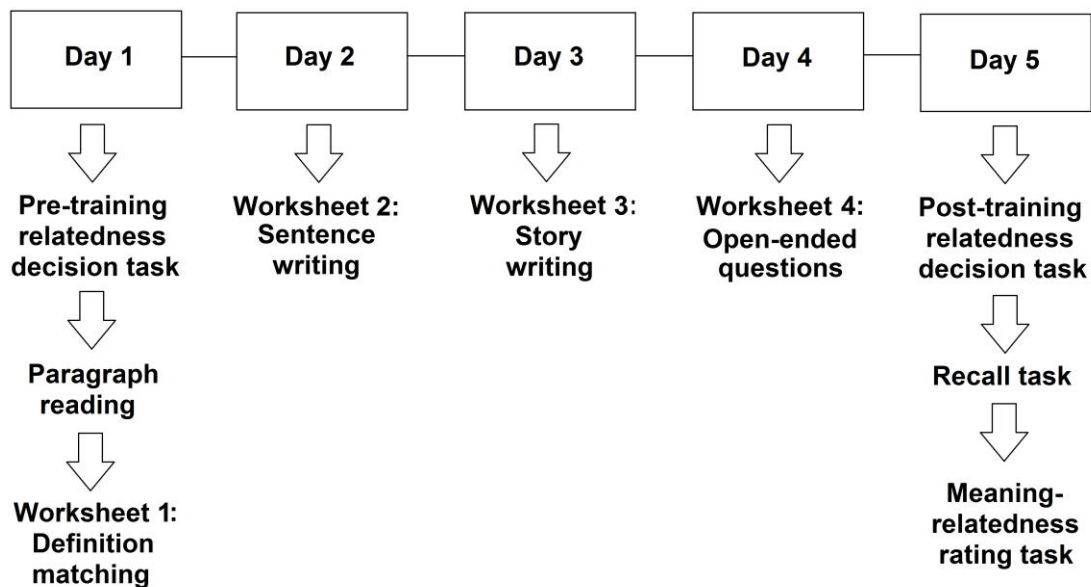 Day 1
Day 2
Day 3
Day 4
Day 5
Pre-training
relatedness
decision task
Paragraph
reading
Worksheet 1:
Definition
matching
Worksheet 2:
Sentence
writing
Worksheet 3:
Story
writing
Worksheet 4:
Open-ended
questions
Post-training
relatedness
decision task
Recall task
Meaning-
relatedness
rating task